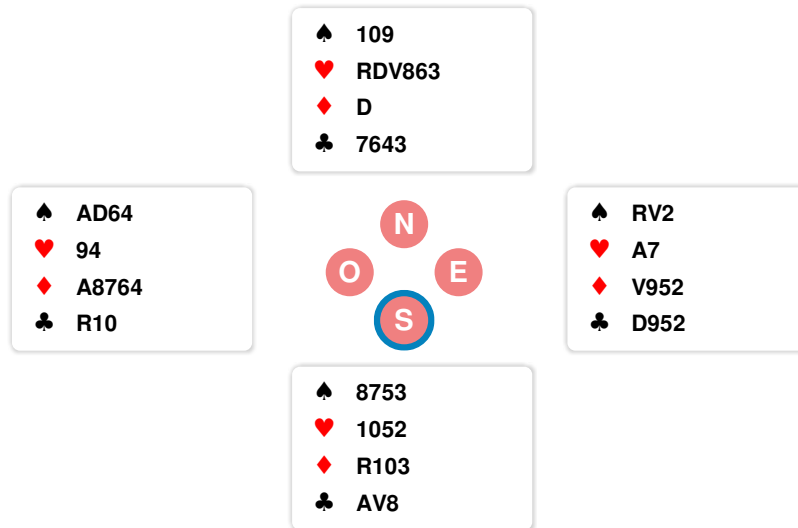 ♠ 109
♥ RDV863
♦ D
♣ 7643
♠ AD64
♥ 94
♦ A8764
♣ R10
N
O E
S
♠ RV2
♥ A7
♦ V952
♣ D952
♠ 8753
♥ 1052
♦ R103
♣ AV8